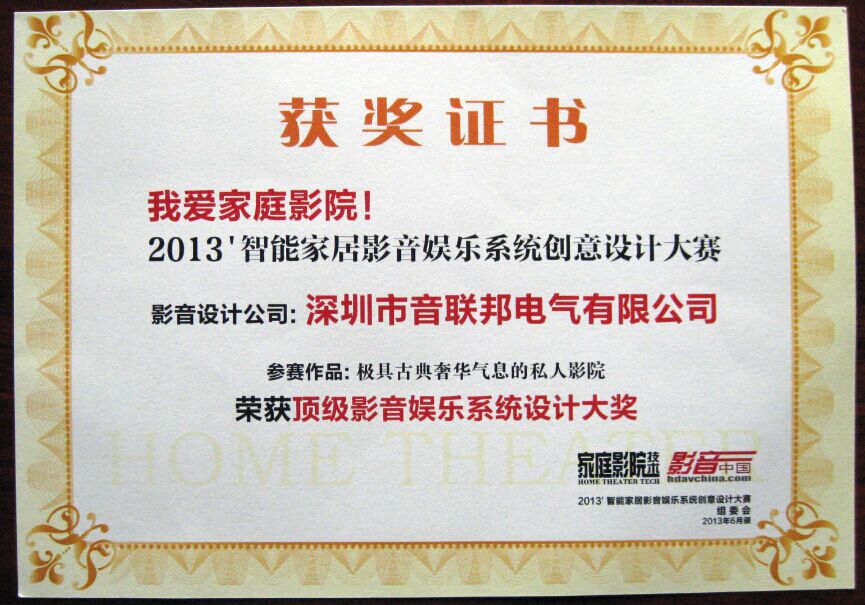 获奖证书
我爱家庭影院！
2013'智能家居影音娱乐系统创意设计大赛
影音设计公司：深圳市音联邦电气有限公司
参赛作品：极具古典奢华气息的私人影院
荣获顶级影音娱乐系统设计大奖
HOME THEATER
家庭影院技术 影音中国
HOME THEATER TECH hdavchina.com
2013'智能家居影音娱乐系统创意设计大赛
组委会
2013年6月颁